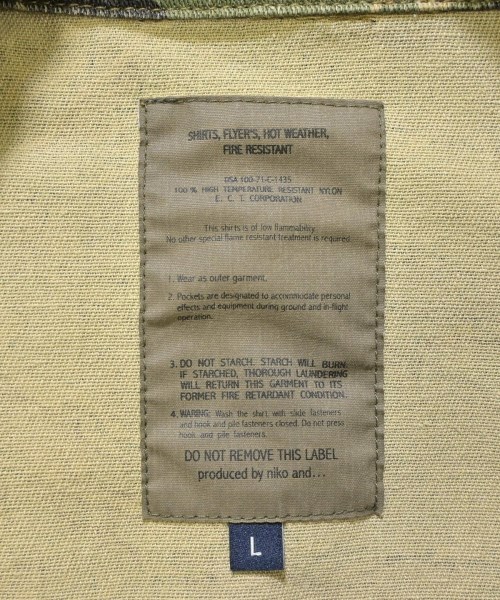 SHIRTS, FLYER'S, HOT WEATHER,
FIRE RESISTANT
DSA 100-71-C-1435
100 % HIGH TEMPERATURE RESISTANT NYLON
E. C. I. CORPORATION
This shirts is of low flameability.
No other special flame resistant treatment is required.
1. Wear as outer garment.
2. Pockets are designated to accommodate personal
effects and equipment during ground and in-flight
operation.
3. DO NOT STARCH. STARCH WILL BURN.
IF STARCHED, THOROUGH LAUNDERING
WILL RETURN THIS GARMENT TO ITS
FORMER FIRE RETARDANT CONDITION.
4. WARING: Wash the shirt with slide fasteners
and hook and pile fasteners closed. Do not press
hook and pile fasteners.
DO NOT REMOVE THIS LABEL
produced by niko and...
L